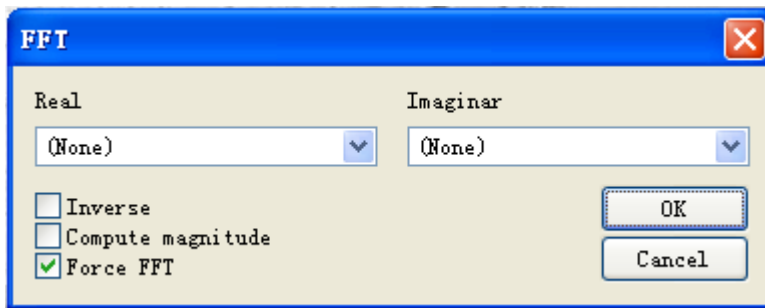 FFT
Real
Imaginar
(None)
(None)
Inverse
Compute magnitude
Force FFT
OK
Cancel